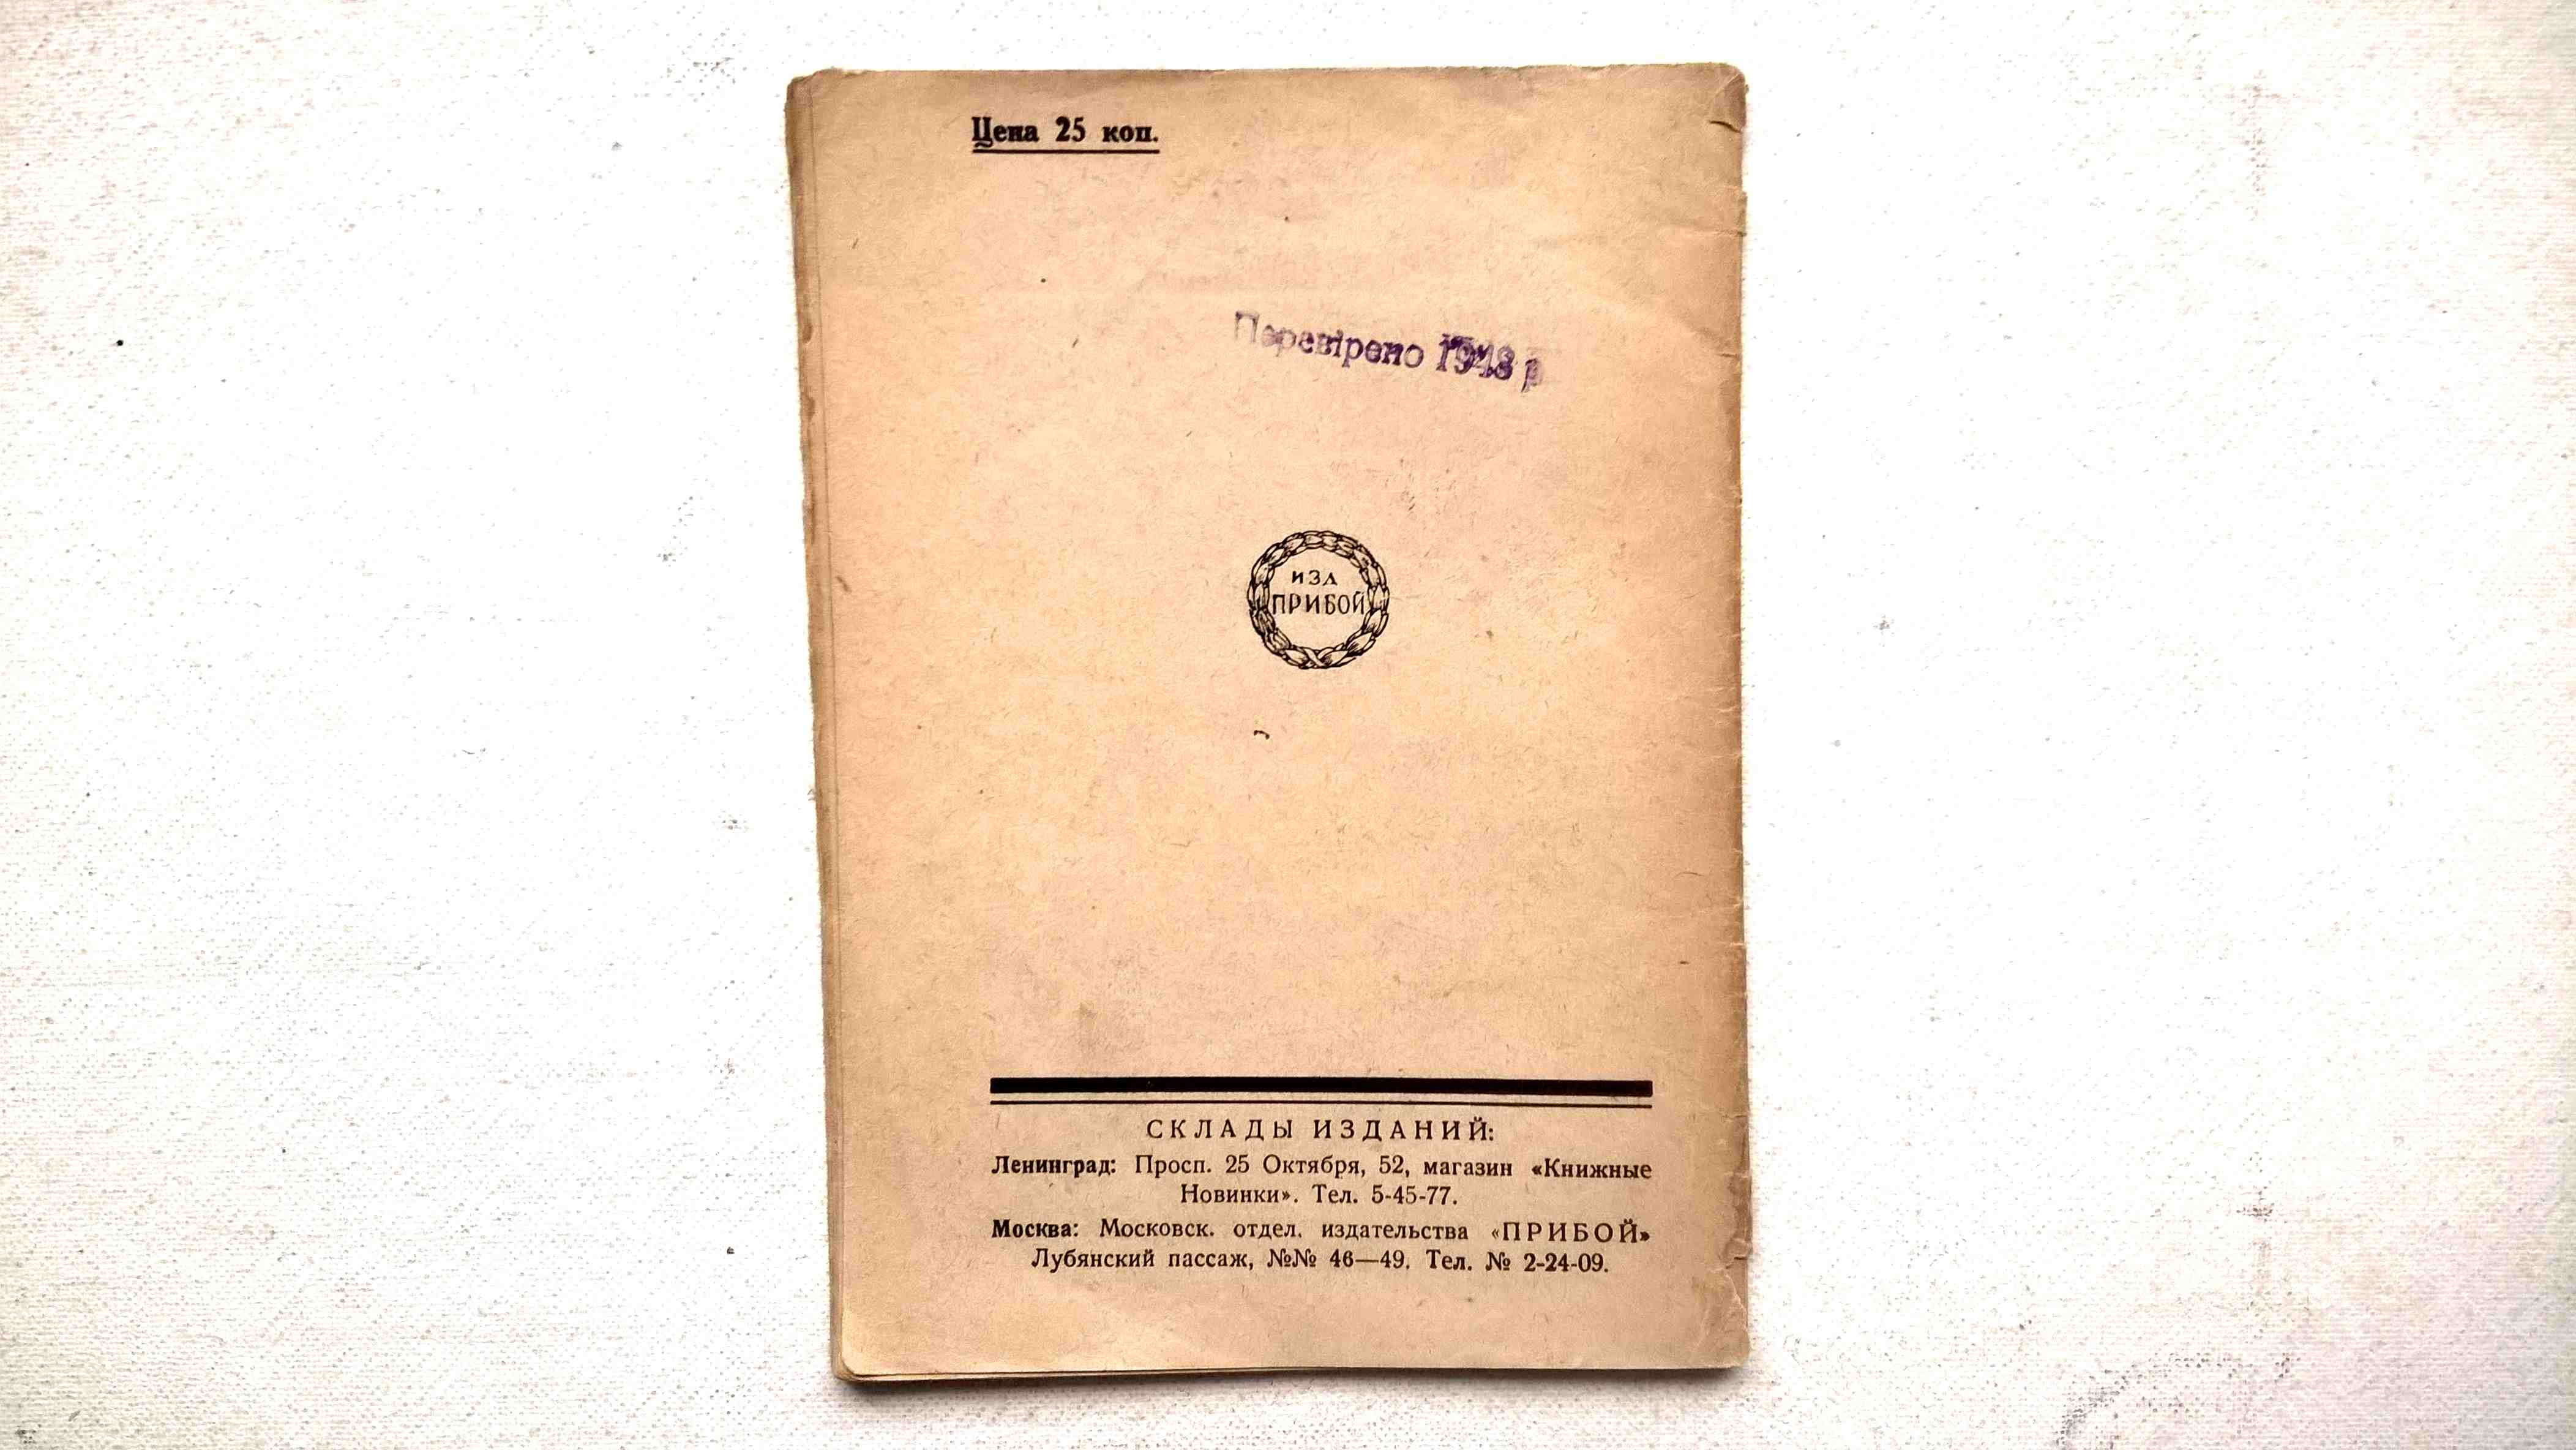 Цена 25 коп.
Перевірено 1948 р
ИЗД
ПРИБОЙ
СКЛАДЫ ИЗДАНИЙ:
Ленинград: Просп. 25 Октября, 52, магазин «Книжные
Новинки». Тел. 5-45-77.
Москва: Московск. отдел. издательства «ПРИБОЙ»
Лубянский пассаж, №№ 46—49. Тел. № 2-24-09.